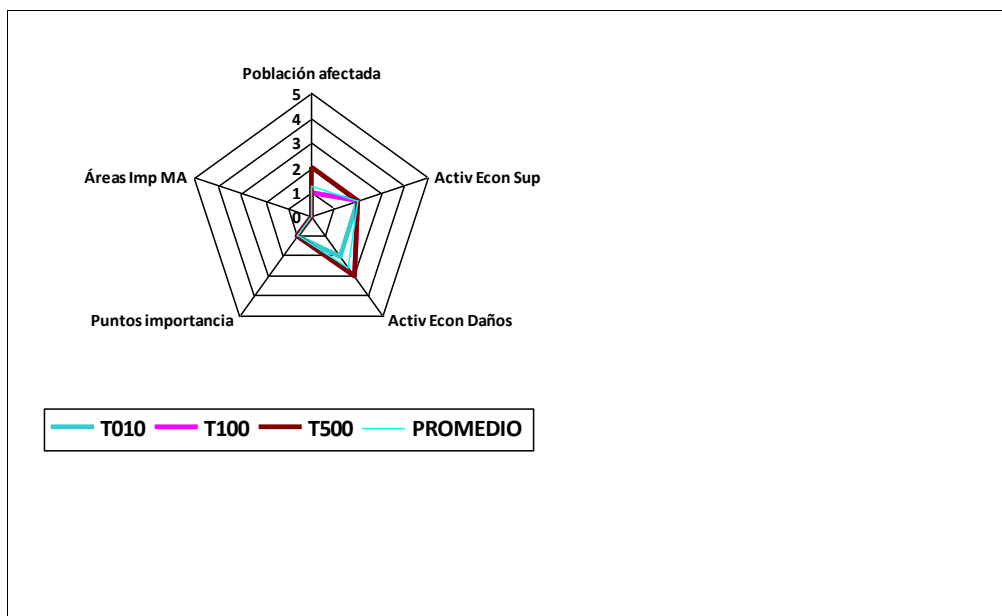 Población afectada
5
4
3
2
1
0
Áreas Imp MA
Activ Econ Sup
Puntos importancia
Activ Econ Daños
T010 T100 T500 PROMEDIO